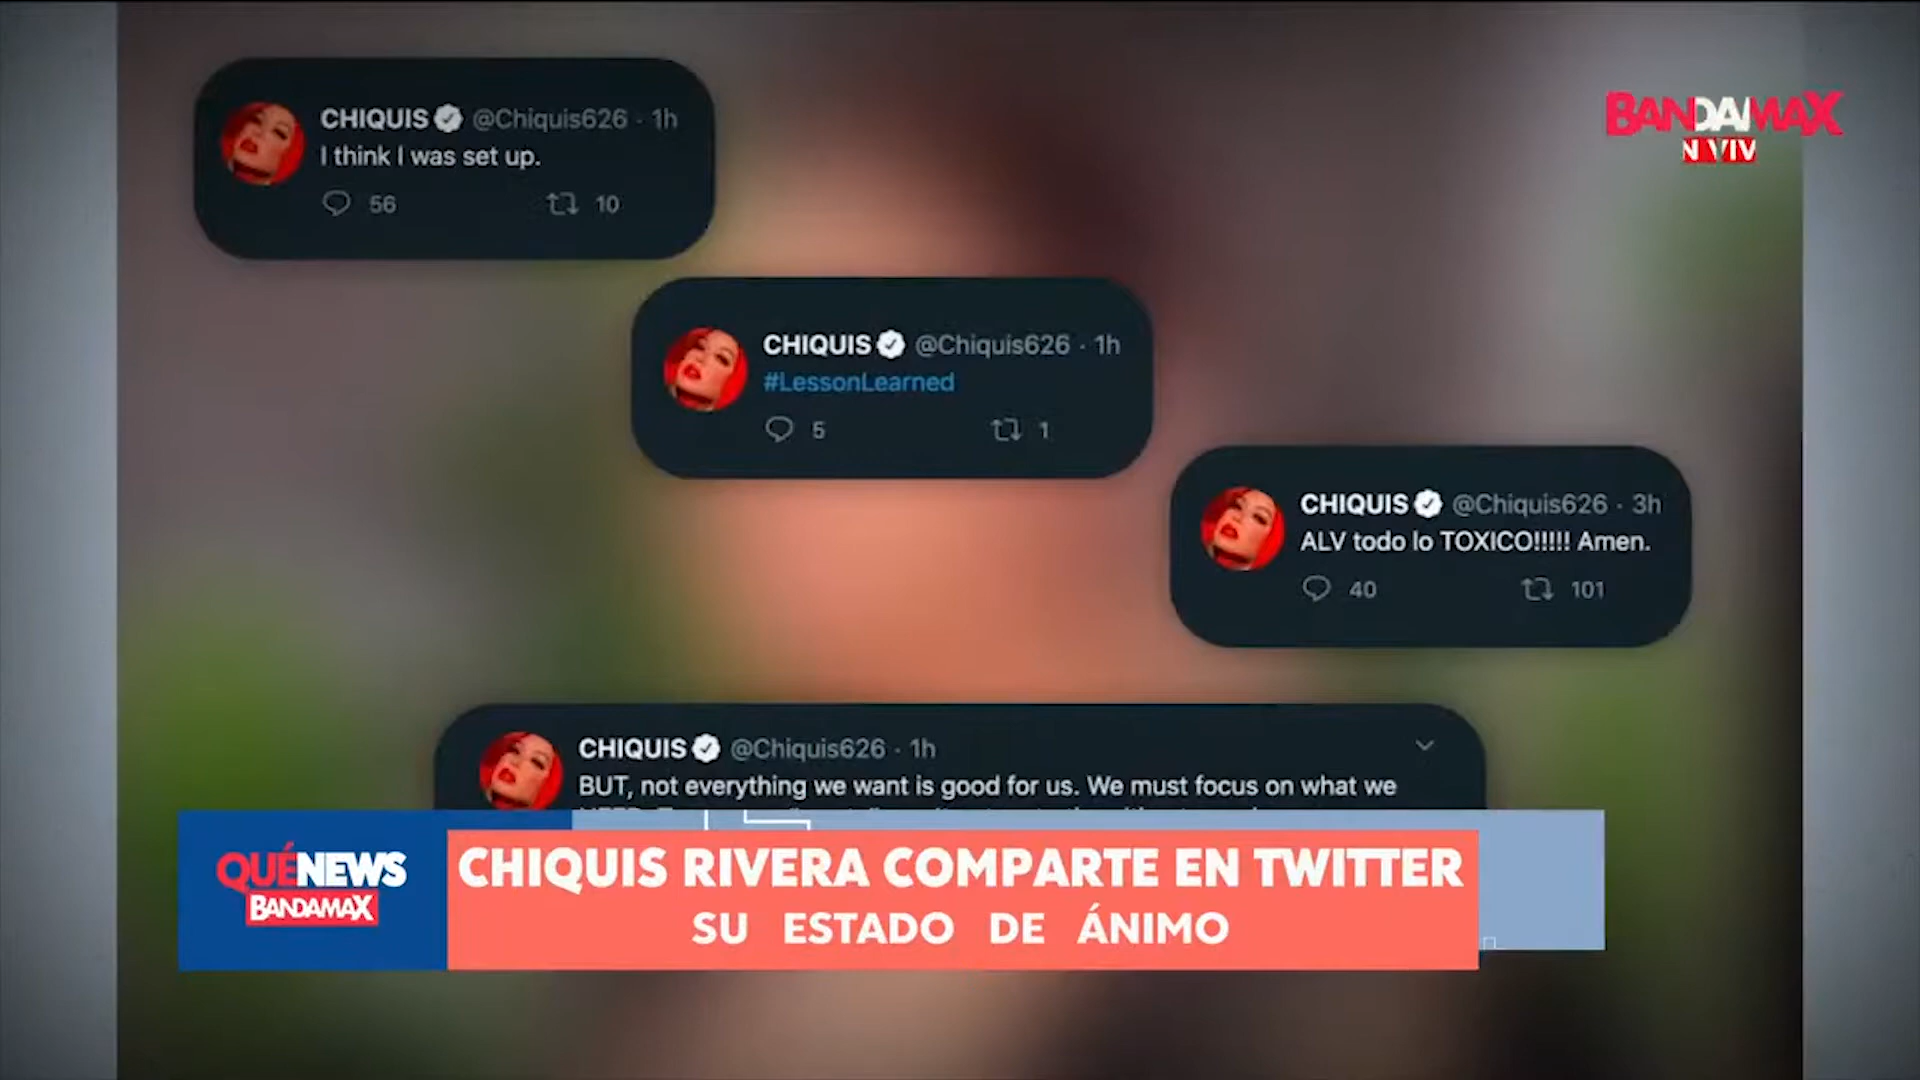 CHIQUIS @Chiquis626 · 1h
I think I was set up.
56 10
BANDAMAX
N VIV
CHIQUIS @Chiquis626 · 1h
#LessonLearned
5 1
CHIQUIS @Chiquis626 · 3h
ALV todo lo TOXICO!!!!! Amen.
40 101
CHIQUIS @Chiquis626 · 1h
BUT, not everything we want is good for us. We must focus on what we
QUÉNEWS
BANDAMAX
CHIQUIS RIVERA COMPARTE EN TWITTER
SU ESTADO DE ÁNIMO